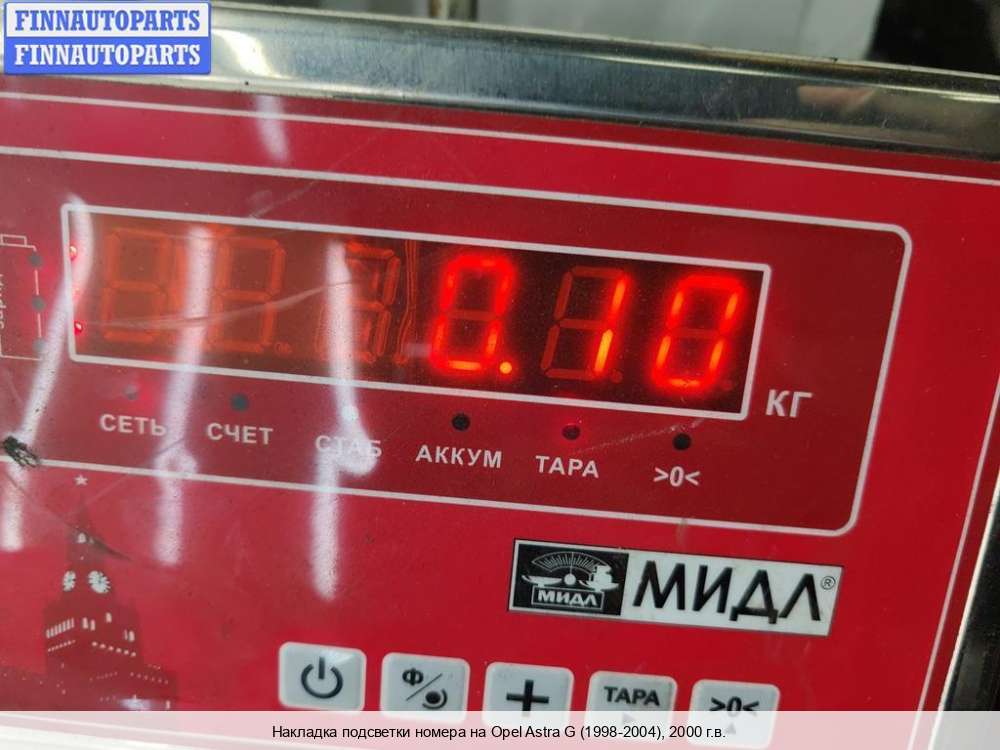 FINNAUTOPARTS
FINNAUTOPARTS
0.10
КГ
СЕТЬ СЧЕТ СТАБ АККУМ ТАРА >0<
МИДЛ МИДЛ®
Ф
+ ТАРА >0<
Накладка подсветки номера на Opel Astra G (1998-2004), 2000 г.в.